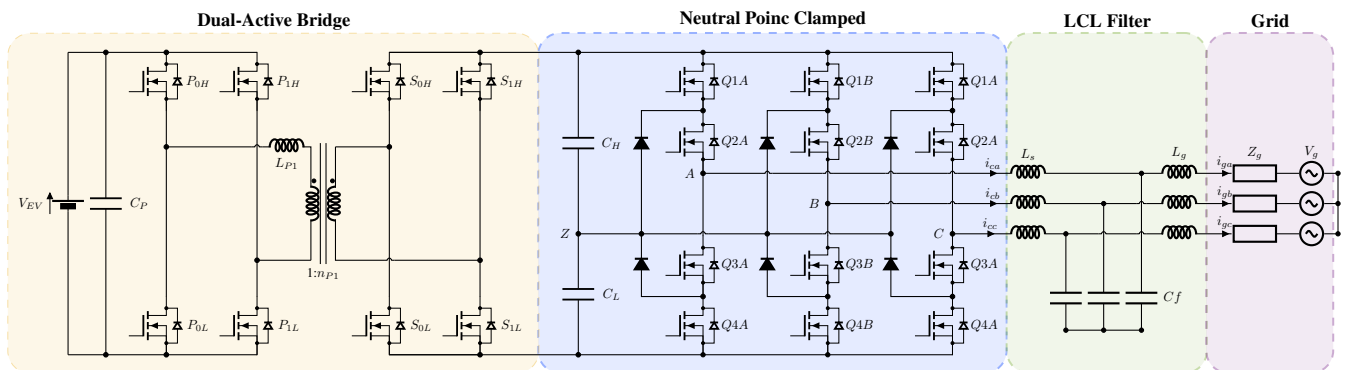 Dual-Active Bridge
Neutral Poinc Clamped
LCL Filter
Grid
P0H
P1H
S0H
S1H
Q1A
Q1B
Q1A
LP1
CH
Q2A
Q2B
Q2A
VEV
CP
A
ica
Ls
Lg
iga
Zg
Vg
B
icb
igb
Z
C
icc
igc
1:nP1
Q3A
Q3B
Q3A
CL
Cf
P0L
P1L
S0L
S1L
Q4A
Q4B
Q4A